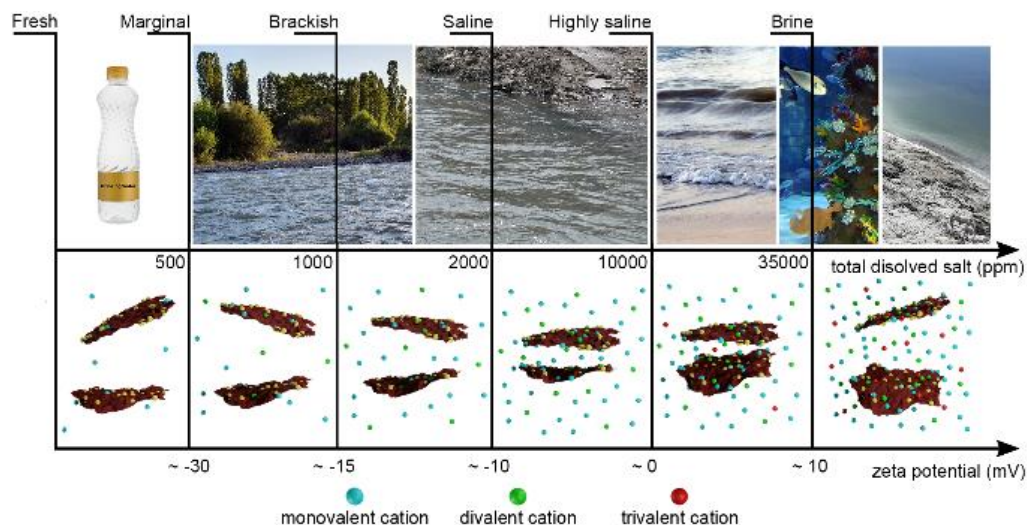 Fresh
Marginal
Brackish
Saline
Highly saline
Brine
500
1000
2000
10000
35000
total disolved salt (ppm)
~ -30
~ -15
~ -10
~ 0
~ 10
zeta potential (mV)
monovalent cation
divalent cation
trivalent cation